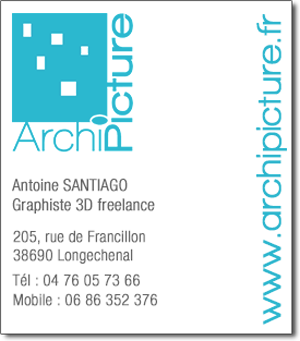 ArchiPicture
Antoine SANTIAGO
Graphiste 3D freelance
205, rue de Francillon
38690 Longechenal
Tél : 04 76 05 73 66
Mobile : 06 86 352 376
www.archipicture.fr